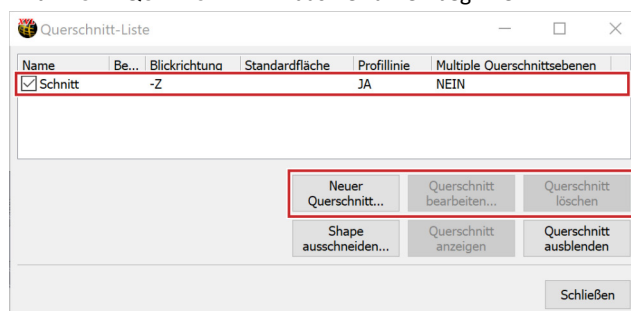 Querschnitt-Liste
Name Be... Blickrichtung Standardfläche Profillinie Multiple Querschnittsebenen
Schnitt -Z JA NEIN
Neuer Querschnitt... Querschnitt bearbeiten... Querschnitt löschen
Shape ausschneiden... Querschnitt anzeigen Querschnitt ausblenden
Schließen